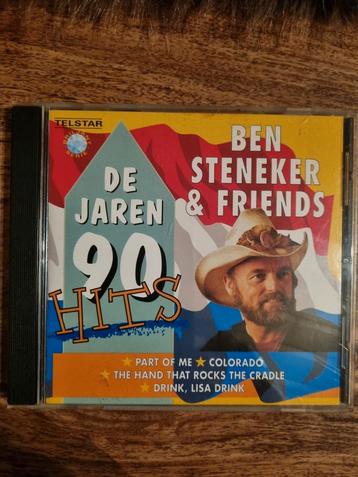 TELSTAR
DE
JAREN
90
HITS
BEN
STENEKER
& FRIENDS
★ PART OF ME ★ COLORADO
★ THE HAND THAT ROCKS THE CRADLE
★ DRINK, LISA DRINK